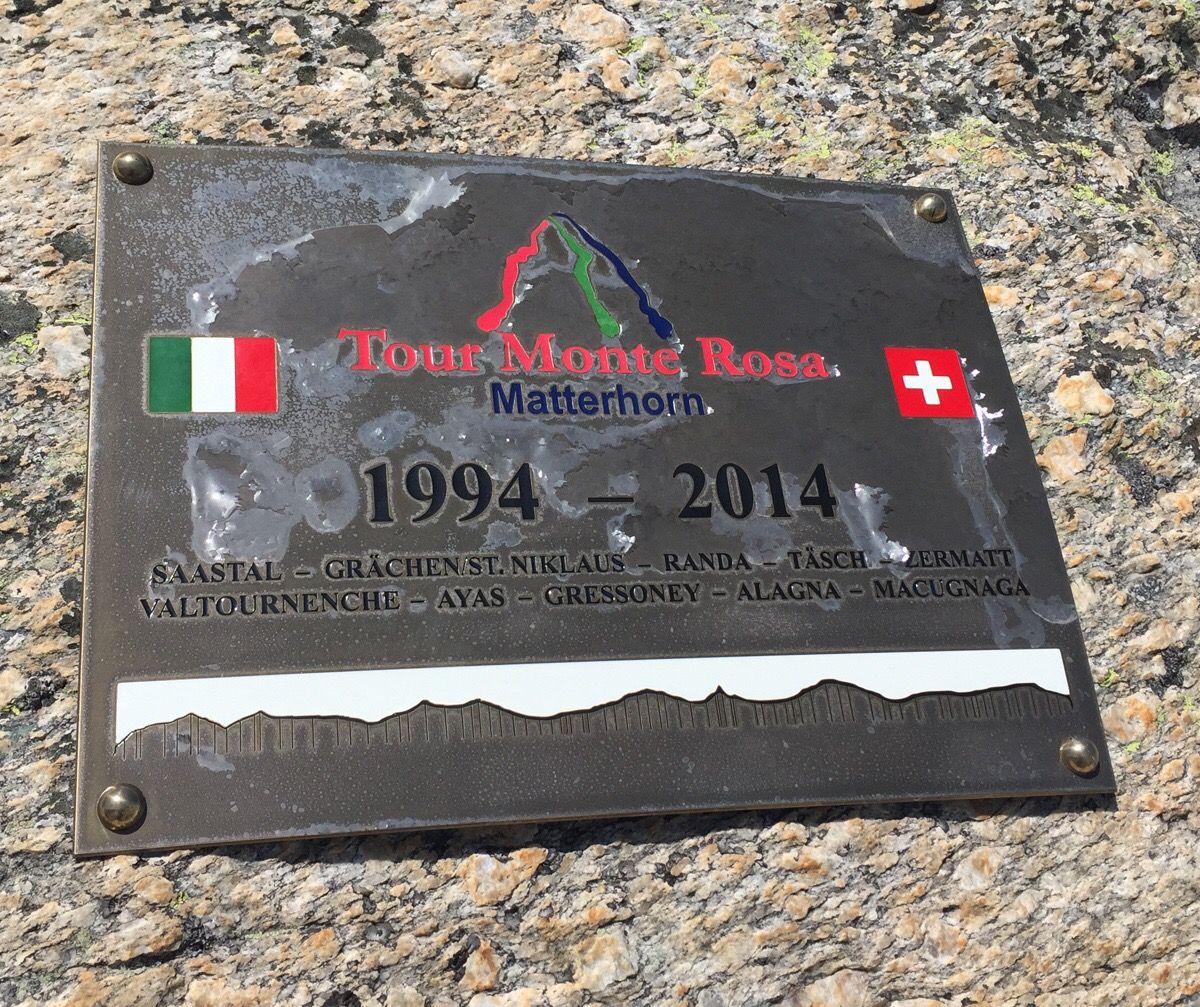 Tour Monte Rosa
Matterhorn
1994 – 2014
SAASTAL – GRÄCHEN/ST. NIKLAUS – RANDA – TÄSCH – ZERMATT
VALTOURNENCHE – AYAS – GRESSONEY – ALAGNA – MACUGNAGA